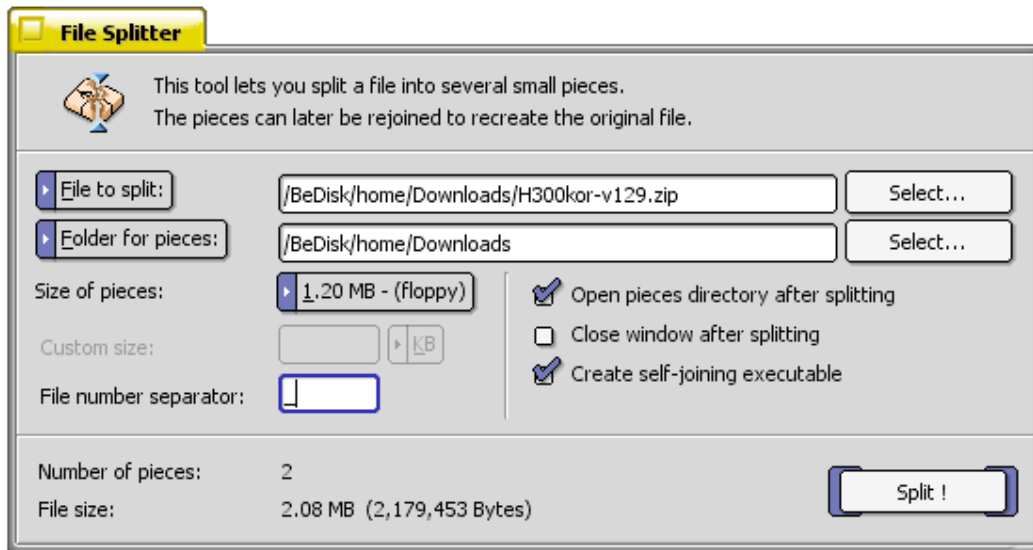 File Splitter
This tool lets you split a file into several small pieces.
The pieces can later be rejoined to recreate the original file.
File to split: /BeDisk/home/Downloads/H300kor-v129.zip Select...
Folder for pieces: /BeDisk/home/Downloads Select...
Size of pieces: 1.20 MB - (floppy) Open pieces directory after splitting
Custom size: KB Close window after splitting
File number separator: _ Create self-joining executable
Number of pieces: 2
File size: 2.08 MB (2,179,453 Bytes) Split !